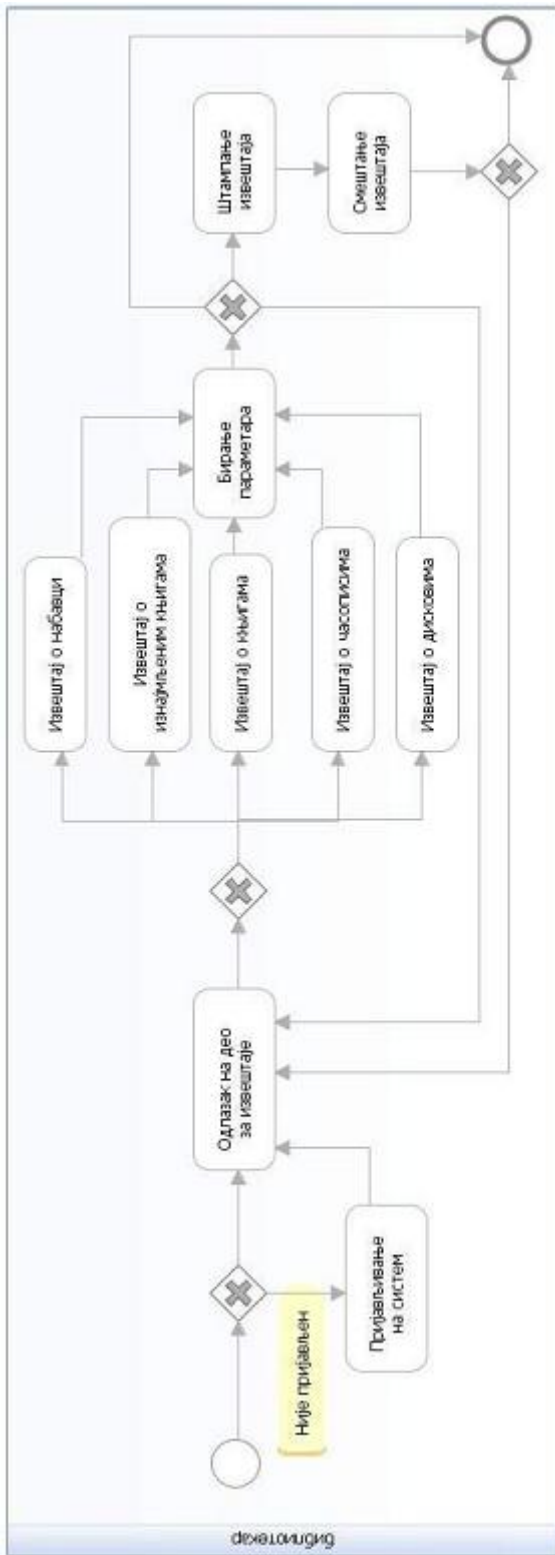 библиотекар
Није пријављен
Пријављивање
на систем
Одлазак на део
за извештаје
Извештај о набавци
Извештај о
изнајмљеним књигама
Извештај о књигама
Извештај о часописима
Извештај о дисковима
Бирање
параметара
Штампање
извештаја
Смештање
извештаја